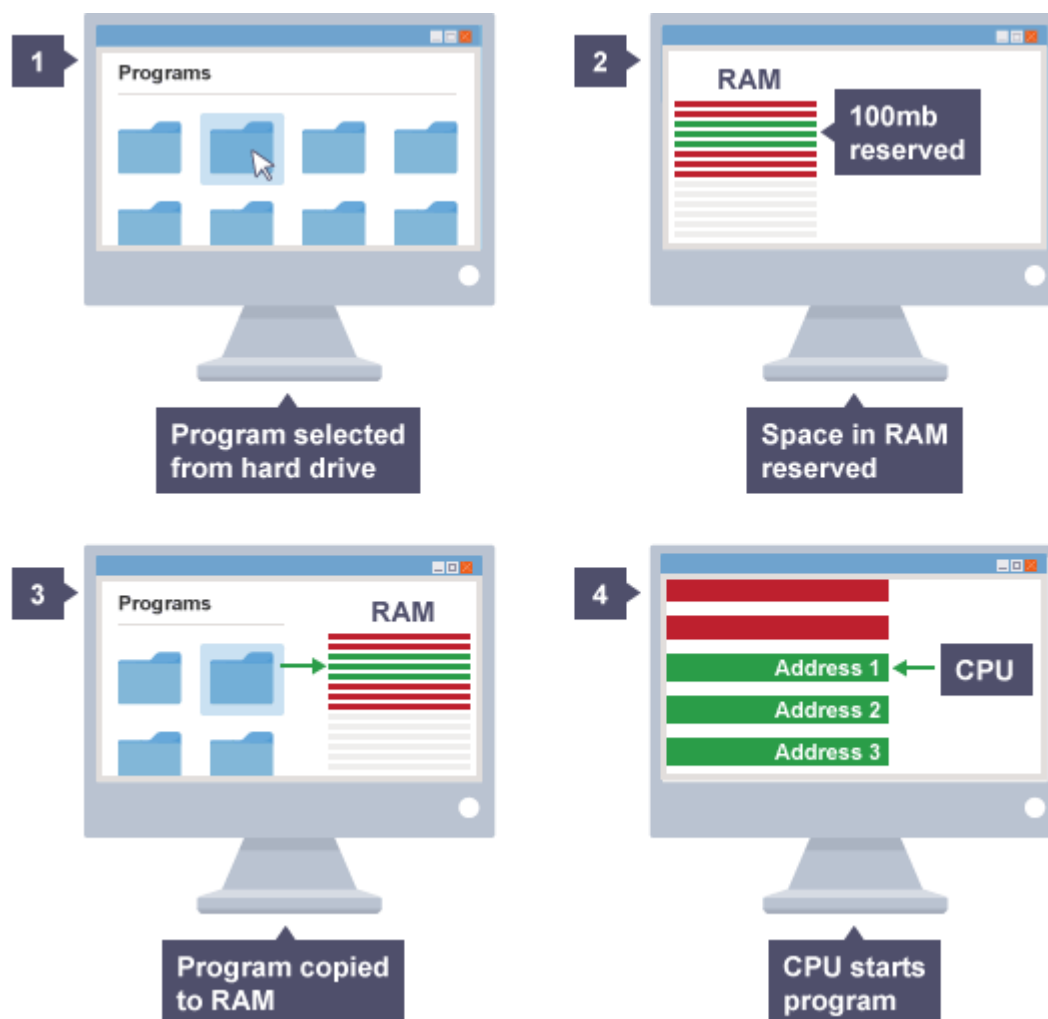 1
Programs
Program selected
from hard drive
2
RAM
100mb
reserved
Space in RAM
reserved
3
Programs
RAM
Program copied
to RAM
4
Address 1
CPU
Address 2
Address 3
CPU starts
program